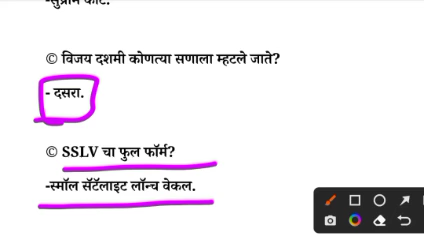 -सुप्रीम कोर्ट.
© विजय दशमी कोणत्या सणाला म्हटले जाते?
- दसरा.
© SSLV चा फुल फॉर्म?
-स्मॉल सॅटॅलाइट लॉन्च वेकल.